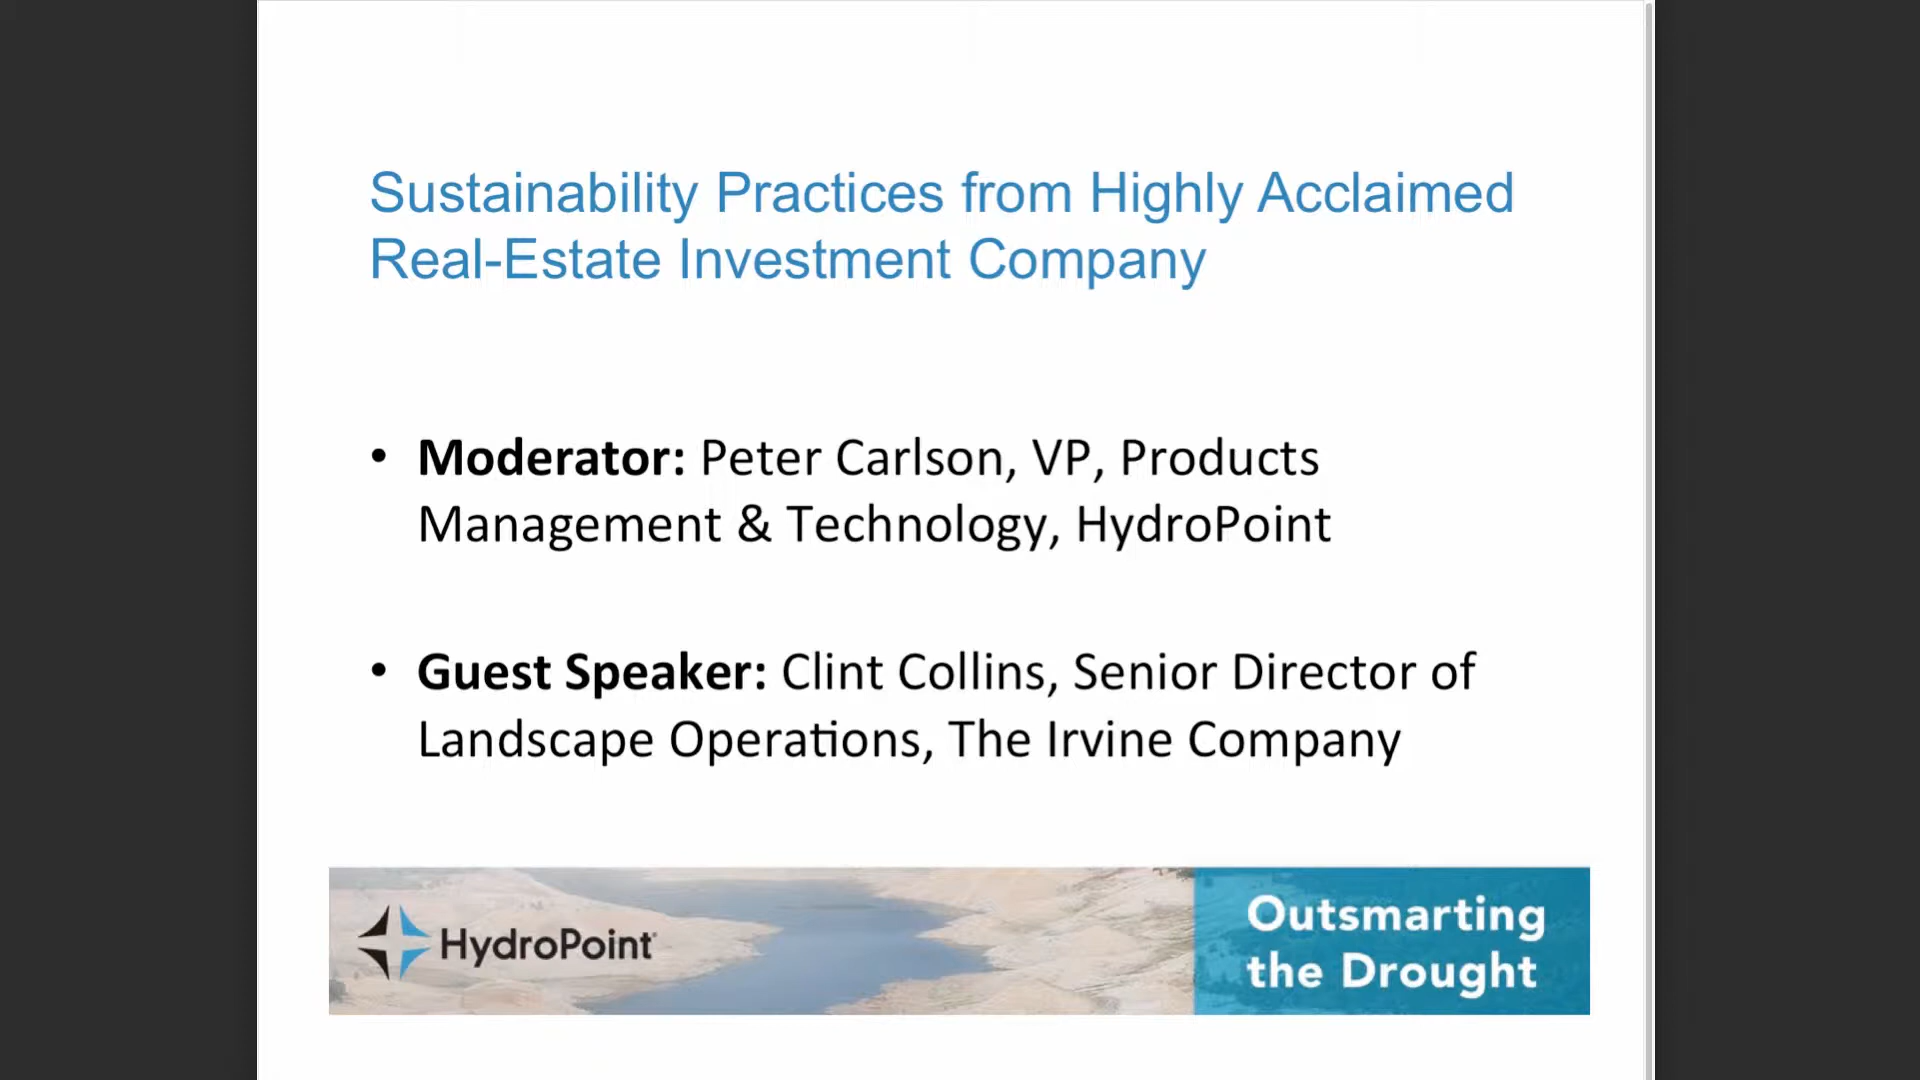 Sustainability Practices from Highly Acclaimed
Real-Estate Investment Company
• Moderator: Peter Carlson, VP, Products
Management & Technology, HydroPoint
• Guest Speaker: Clint Collins, Senior Director of
Landscape Operations, The Irvine Company
HydroPoint
Outsmarting
the Drought